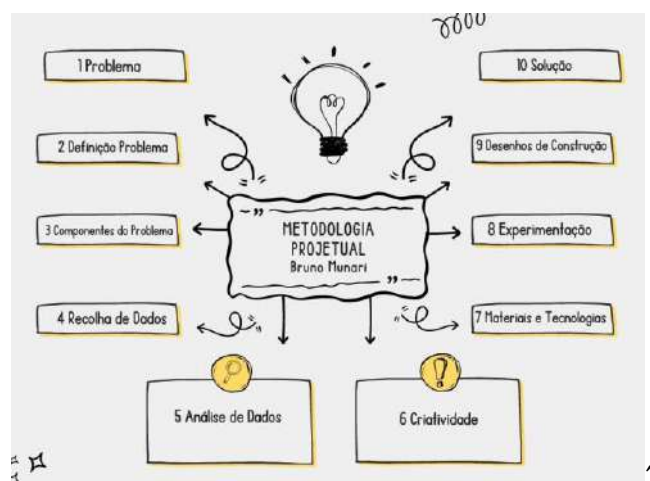 1 Problema
10 Solução
2 Definição Problema
9 Desenhos de Construção
METODOLOGIA
PROJETUAL
Bruno Munari
3 Componentes do Problema
8 Experimentação
4 Recolha de Dados
7 Materiais e Tecnologias
5 Análise de Dados
6 Criatividade